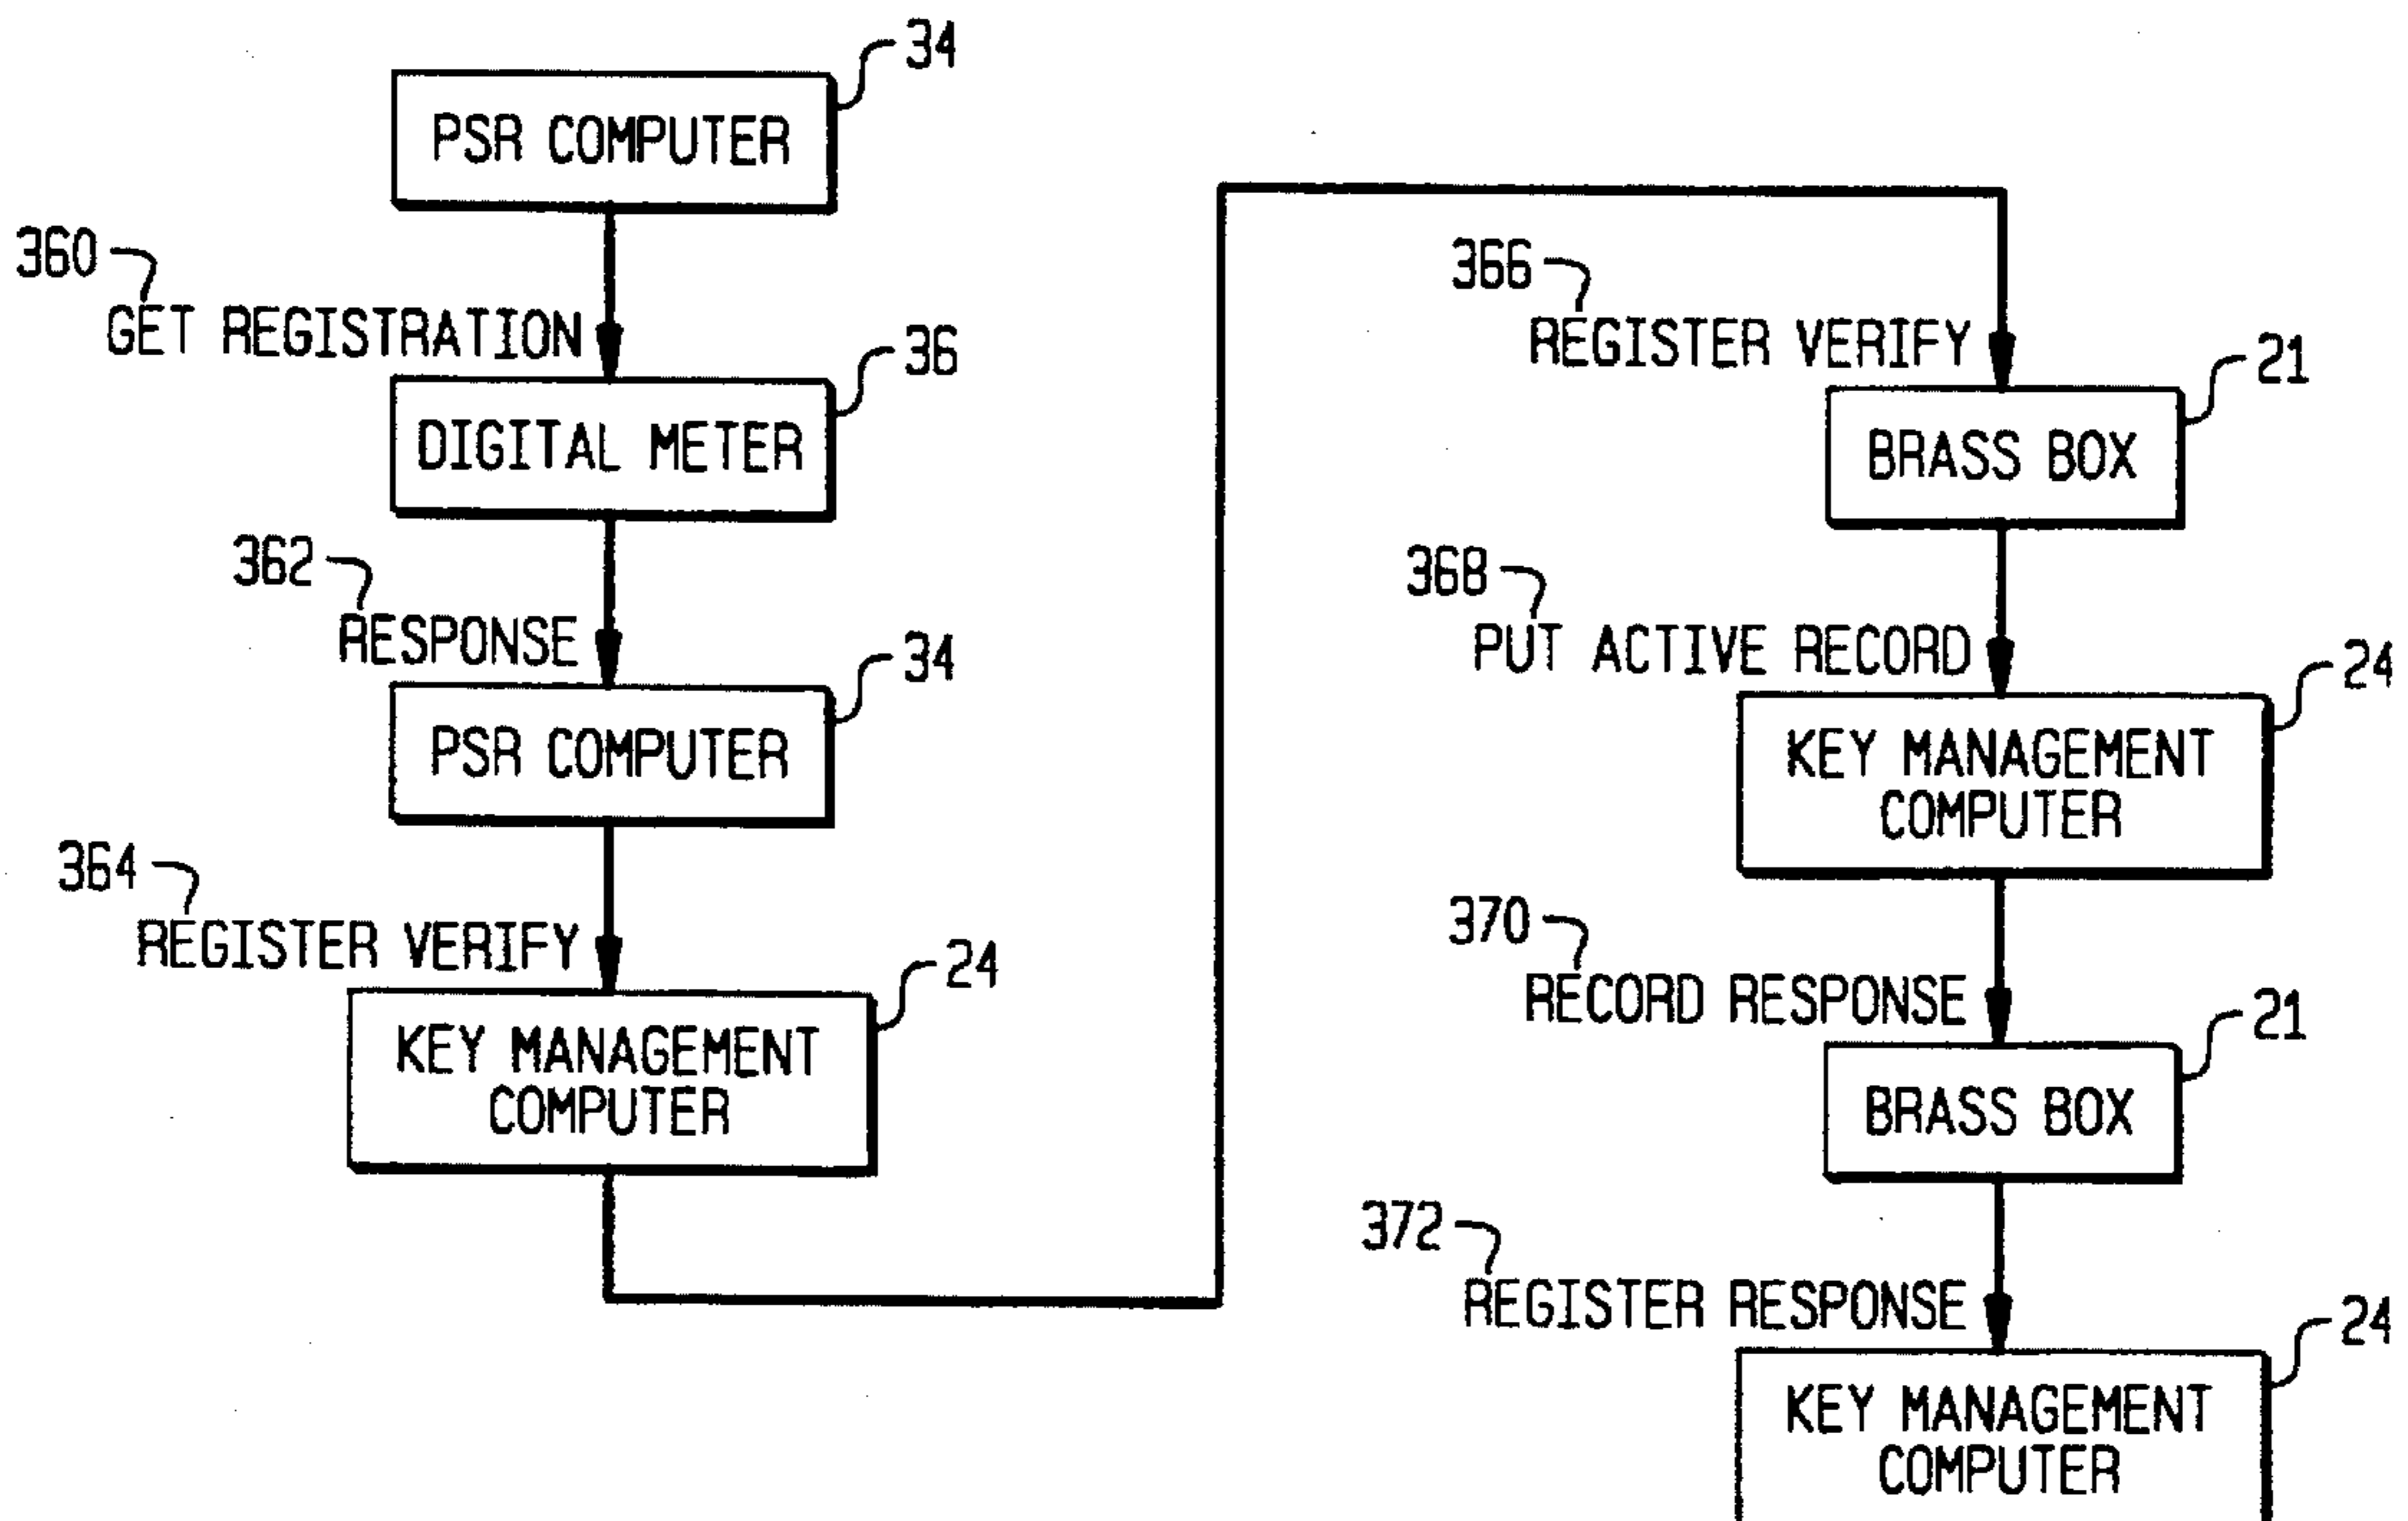 34
PSR COMPUTER
360
GET REGISTRATION
36
DIGITAL METER
362
RESPONSE
34
PSR COMPUTER
364
REGISTER VERIFY
24
KEY MANAGEMENT
COMPUTER
366
REGISTER VERIFY
21
BRASS BOX
368
PUT ACTIVE RECORD
24
KEY MANAGEMENT
COMPUTER
370
RECORD RESPONSE
21
BRASS BOX
372
REGISTER RESPONSE
24
KEY MANAGEMENT
COMPUTER